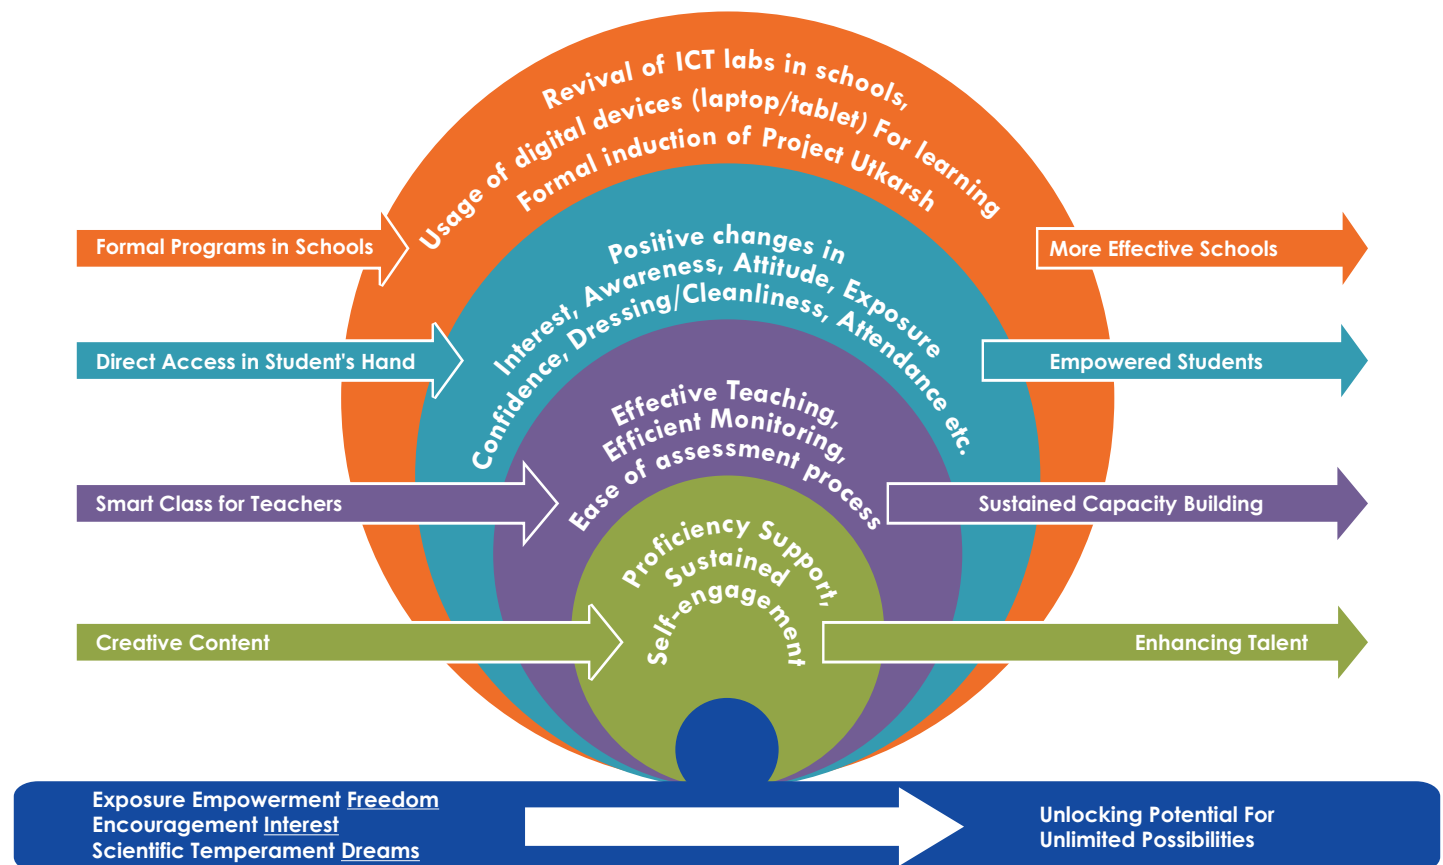 Revival of ICT labs in schools,
Usage of digital devices (laptop/tablet) For learning
Formal induction of Project Utkarsh
Formal Programs in Schools
More Effective Schools
Positive changes in
Interest, Awareness, Attitude, Exposure
Confidence, Dressing/Cleanliness, Attendance etc.
Direct Access in Student's Hand
Empowered Students
Effective Teaching,
Efficient Monitoring,
Ease of assessment process
Smart Class for Teachers
Sustained Capacity Building
Proficiency Support,
Sustained
Self-engagement
Creative Content
Enhancing Talent
Exposure Empowerment Freedom
Encouragement Interest
Scientific Temperament Dreams
Unlocking Potential For
Unlimited Possibilities